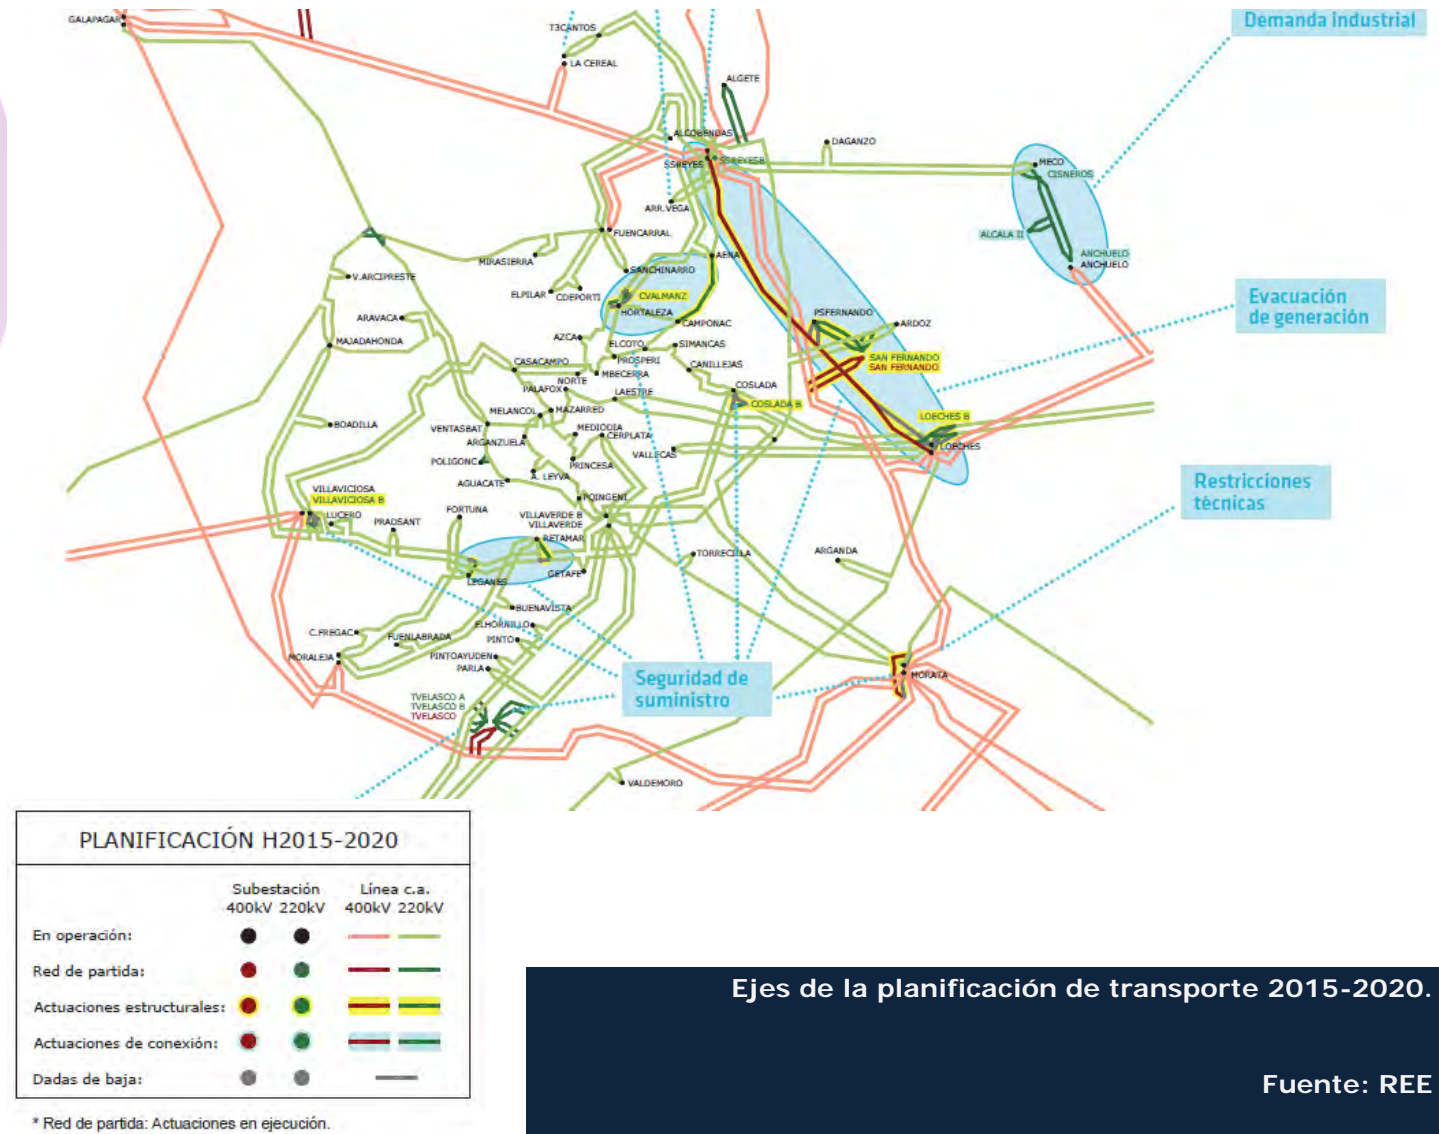 GALAPAGAR
T3CANTOS
LA CEREAL
ALGETE
Demanda industrial
ALCOBENDAS
SSREYES
SSREYESB
DAGANZO
MECO
CISNEROS
ARR.VEGA
ALCALA II
ANCHUELO
ANCHUELO
FUENCARRAL
MIRASIERRA
AENA
SANCHINARRO
V.ARCIPRESTE
ELPILAR
CDEPORTI
CVALMANZ
HORTALEZA
Evacuación
de generación
ARAVACA
CAMPONAC
PSFERNANDO
ARDOZ
MAJADAHONDA
AZCA
ELCOTO
SIMANCAS
SAN FERNANDO
SAN FERNANDO
CASACAMPO
PROSPERI
CANILLEJAS
NORTE
MBECERRA
PALAFOX
LAESTRE
COSLADA
COSLADA B
MELANCOL
MAZARRED
LOECHES B
BOADILLA
VENTASBAT
MEDIODIA
CERPLATA
ARGANZUELA
LOECHES
VALLECAS
POLIGONC
PRINCESA
A. LEYVA
AGUACATE
Restricciones
técnicas
VILLAVICIOSA
VILLAVICIOSA B
POINGENI
LUCERO
PRADSANT
FORTUNA
VILLAVERDE B
VILLAVERDE
RETAMAR
TORRECILLA
ARGANDA
LEGANES
GETAFE
BUENAVISTA
C.FREGAC
FUENLABRADA
ELHORNILLO
PINTO
MORALEJA
PINTOAYUDEN
PARLA
Seguridad de
suministro
MORATA
TVELASCO A
TVELASCO B
TVELASCO
VALDEMORO
PLANIFICACIÓN H2015-2020
Subestación Línea c.a.
400kV 220kV 400kV 220kV
En operación:
Red de partida:
Actuaciones estructurales:
Actuaciones de conexión:
Dadas de baja:
* Red de partida: Actuaciones en ejecución.
Ejes de la planificación de transporte 2015-2020.
Fuente: REE